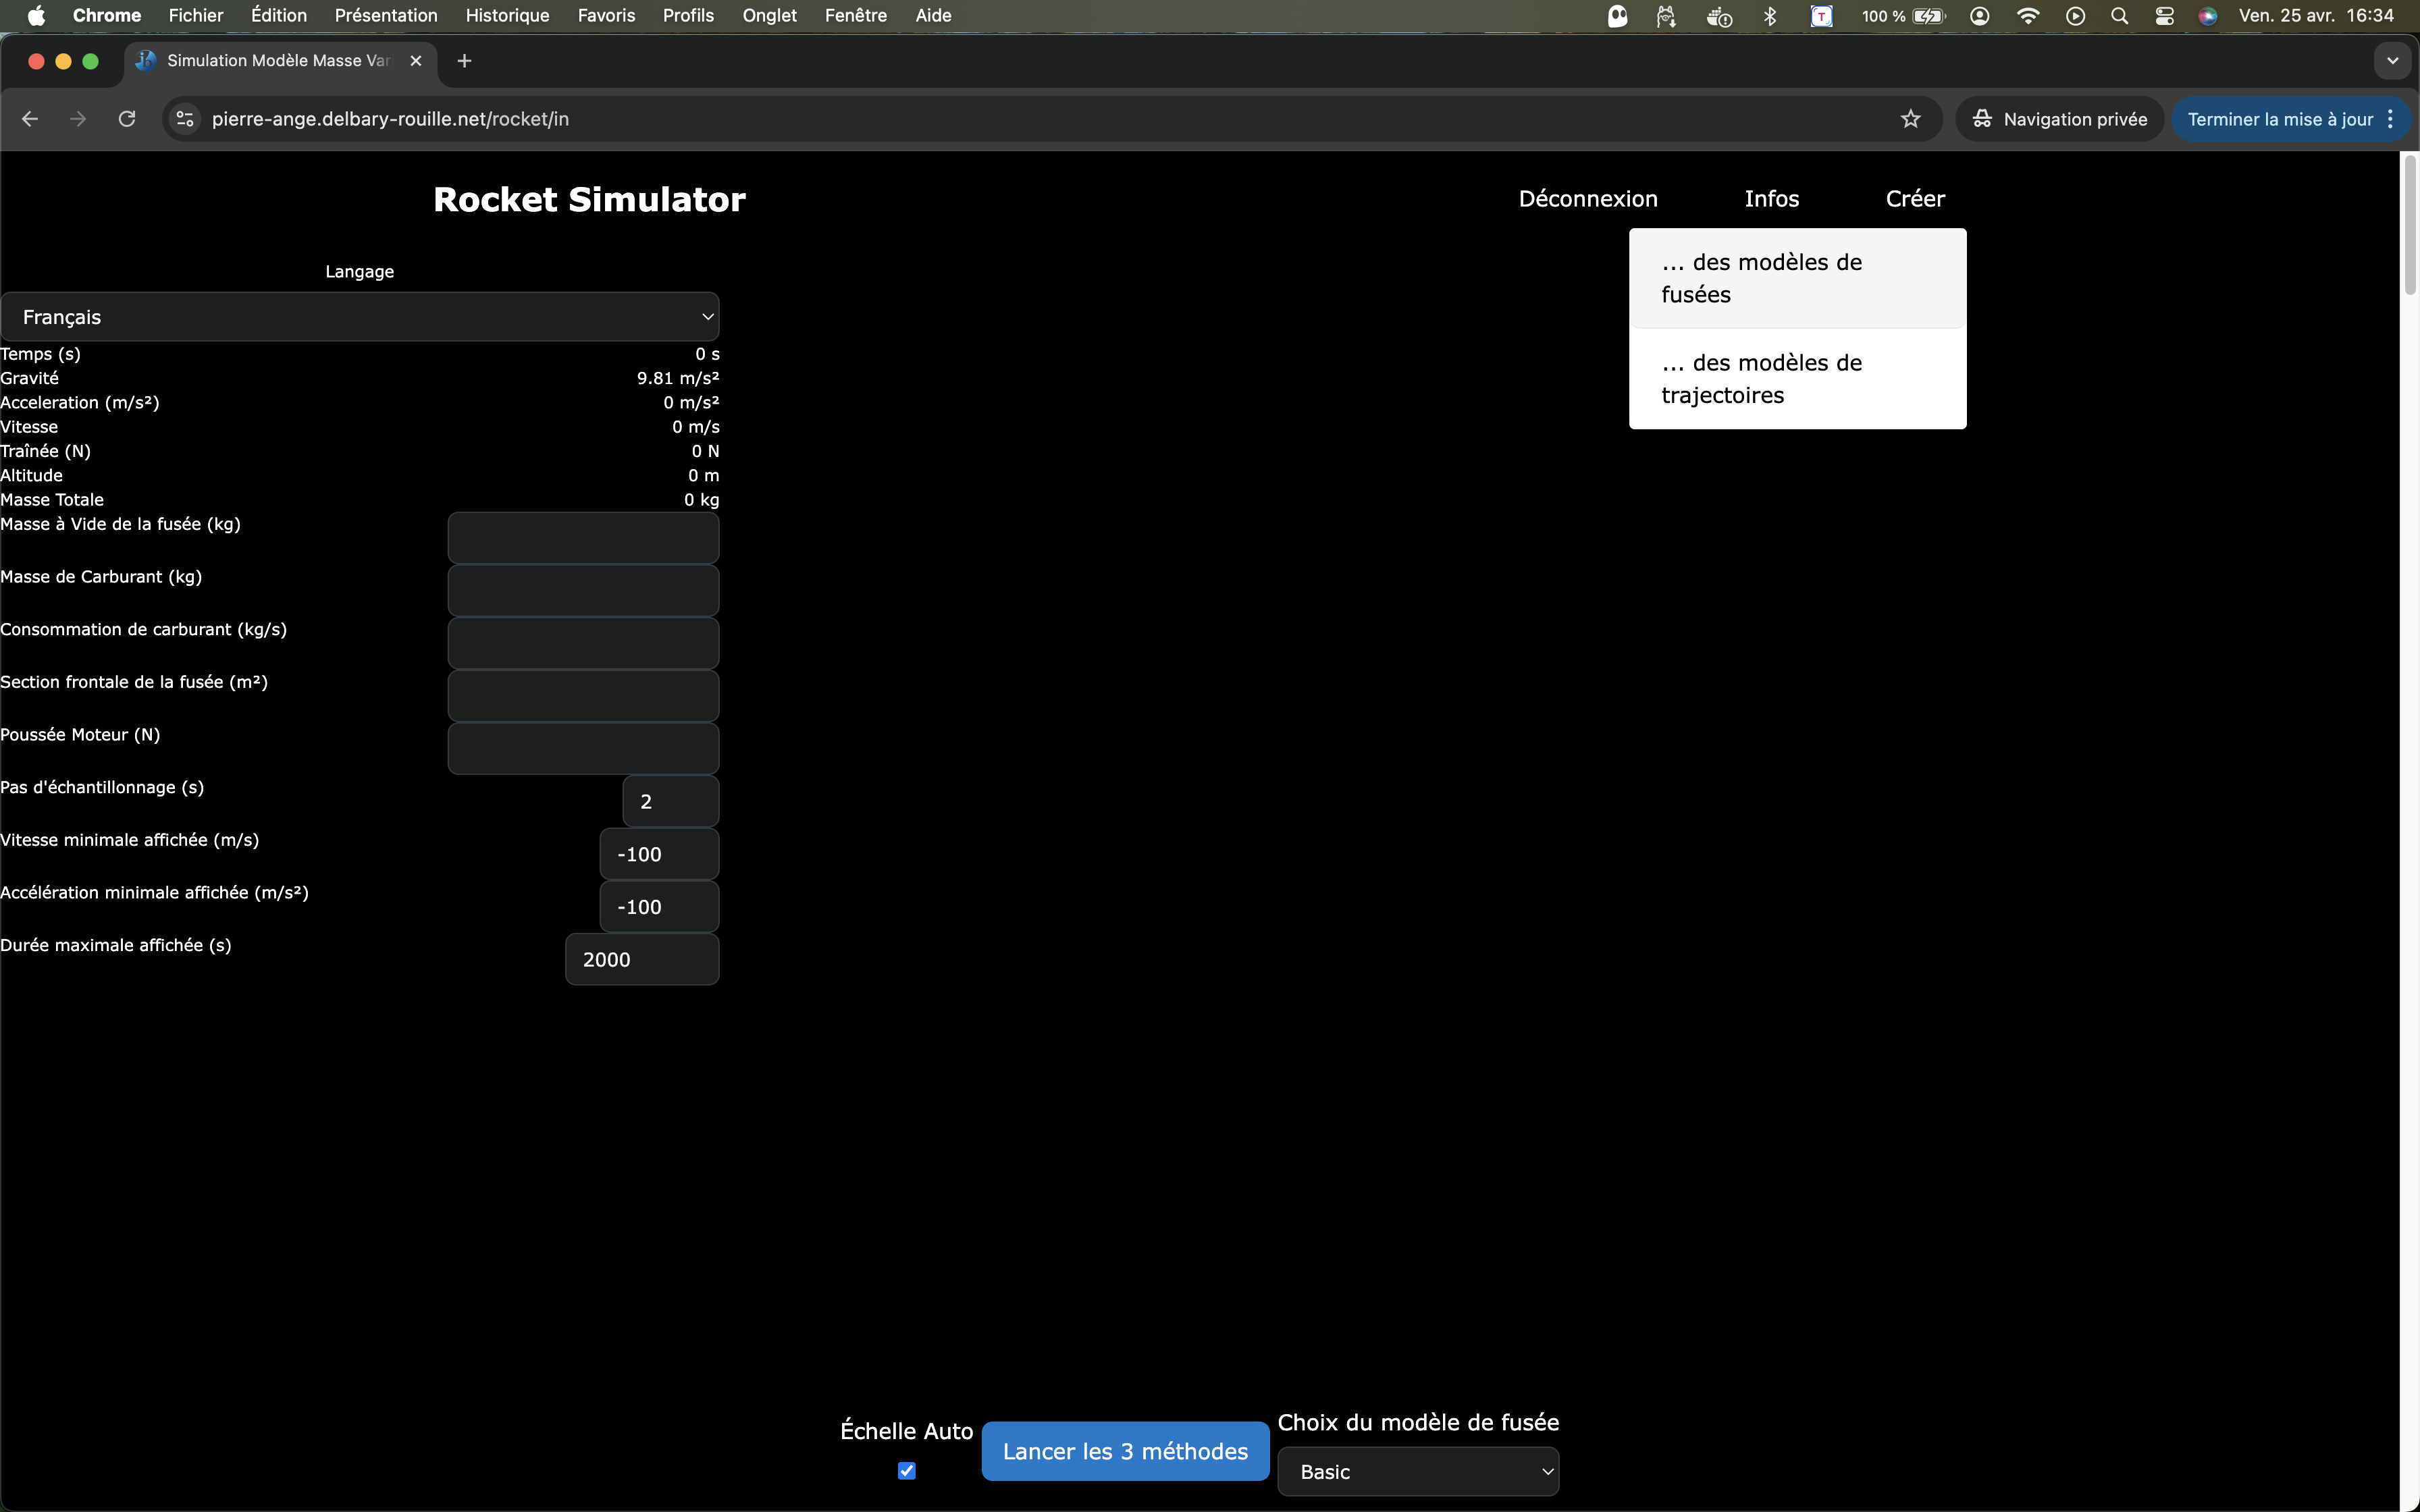 Chrome Fichier Édition Présentation Historique Favoris Profils Onglet Fenêtre Aide T 100 % Ven. 25 avr. 16:34
Simulation Modèle Masse Var
pierre-ange.delbary-rouille.net/rocket/in Navigation privée Terminer la mise à jour
Rocket Simulator Déconnexion Infos Créer
... des modèles de
fusées
... des modèles de
trajectoires
Langage
Français
Temps (s) 0 s
Gravité 9.81 m/s²
Acceleration (m/s²) 0 m/s²
Vitesse 0 m/s
Traînée (N) 0 N
Altitude 0 m
Masse Totale 0 kg
Masse à Vide de la fusée (kg)
Masse de Carburant (kg)
Consommation de carburant (kg/s)
Section frontale de la fusée (m²)
Poussée Moteur (N)
Pas d'échantillonnage (s) 2
Vitesse minimale affichée (m/s) -100
Accélération minimale affichée (m/s²) -100
Durée maximale affichée (s) 2000
Échelle Auto
Lancer les 3 méthodes
Choix du modèle de fusée
Basic